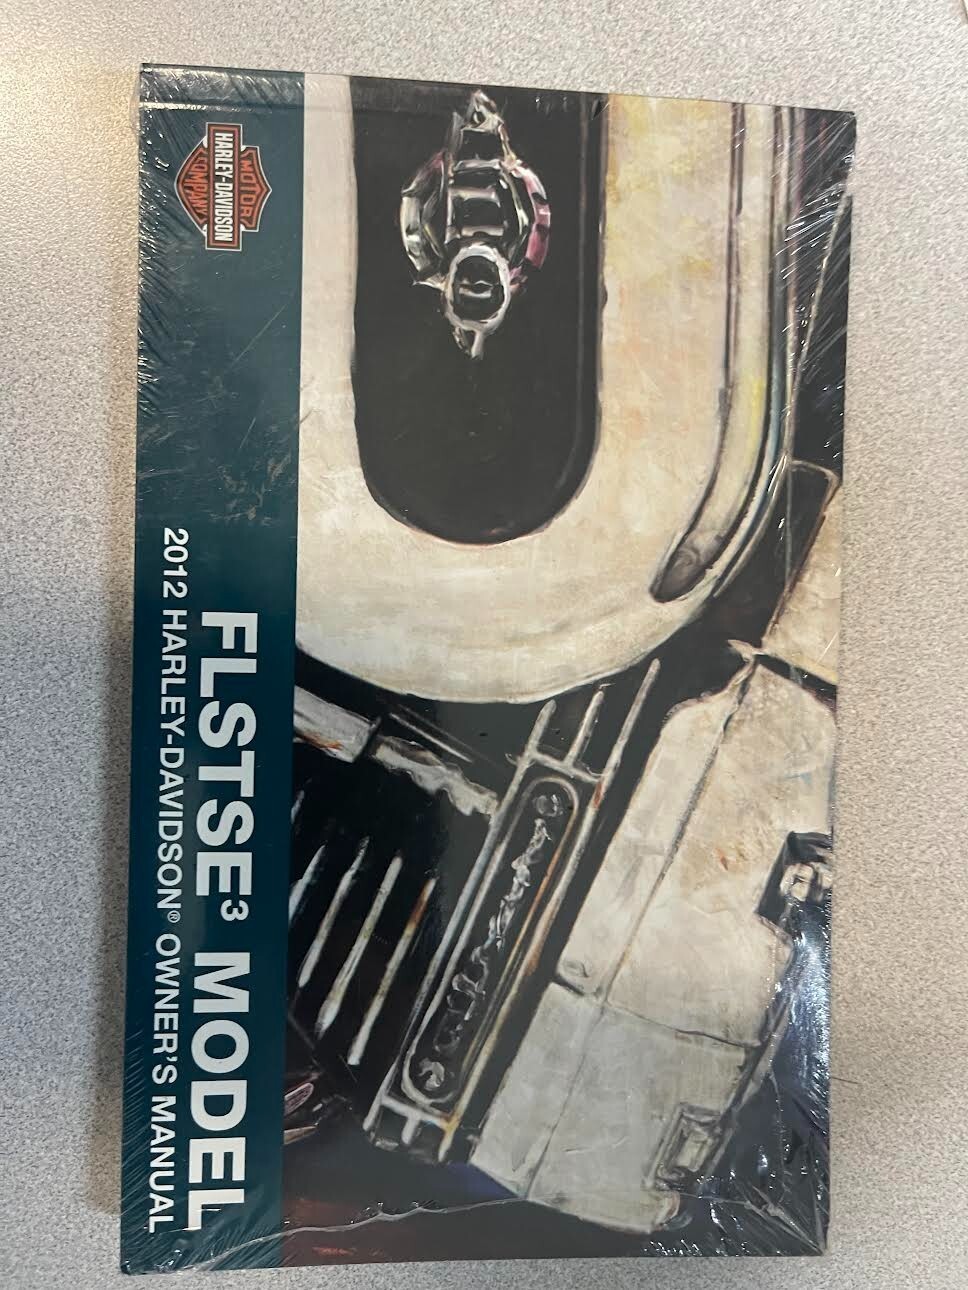 MOTOR
HARLEY-DAVIDSON
COMPANY
FLSTSE³ MODEL
2012 HARLEY-DAVIDSON® OWNER'S MANUAL